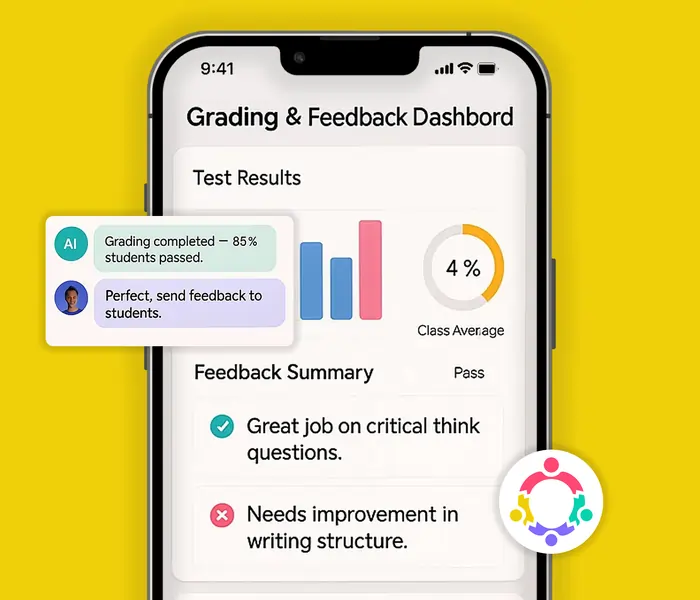 9:41
Grading & Feedback Dashbord
Test Results
AI
Grading completed – 85%
students passed.
Perfect, send feedback to
students.
4 %
Class Average
Feedback Summary
Pass
Great job on critical think
questions.
Needs improvement in
writing structure.